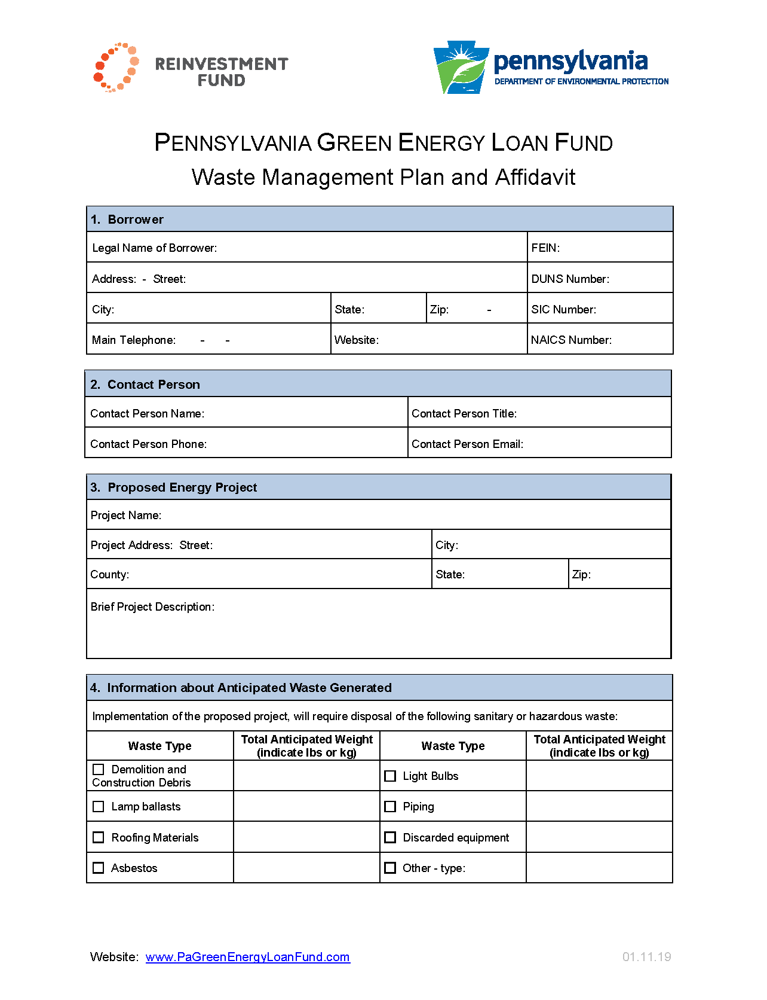 REINVESTMENT
FUND
pennsylvania
DEPARTMENT OF ENVIRONMENTAL PROTECTION
PENNSYLVANIA GREEN ENERGY LOAN FUND
Waste Management Plan and Affidavit
1. Borrower
Legal Name of Borrower: FEIN:
Address: - Street: DUNS Number:
City: State: Zip: - SIC Number:
Main Telephone: - - Website: NAICS Number:
2. Contact Person
Contact Person Name: Contact Person Title:
Contact Person Phone: Contact Person Email:
3. Proposed Energy Project
Project Name:
Project Address: Street: City:
County: State: Zip:
Brief Project Description:
4. Information about Anticipated Waste Generated
Implementation of the proposed project, will require disposal of the following sanitary or hazardous waste:
Waste Type Total Anticipated Weight (indicate lbs or kg) Waste Type Total Anticipated Weight (indicate lbs or kg)
☐ Demolition and Construction Debris ☐ Light Bulbs
☐ Lamp ballasts ☐ Piping
☐ Roofing Materials ☐ Discarded equipment
☐ Asbestos ☐ Other - type:
Website: www.PaGreenEnergyLoanFund.com 01.11.19